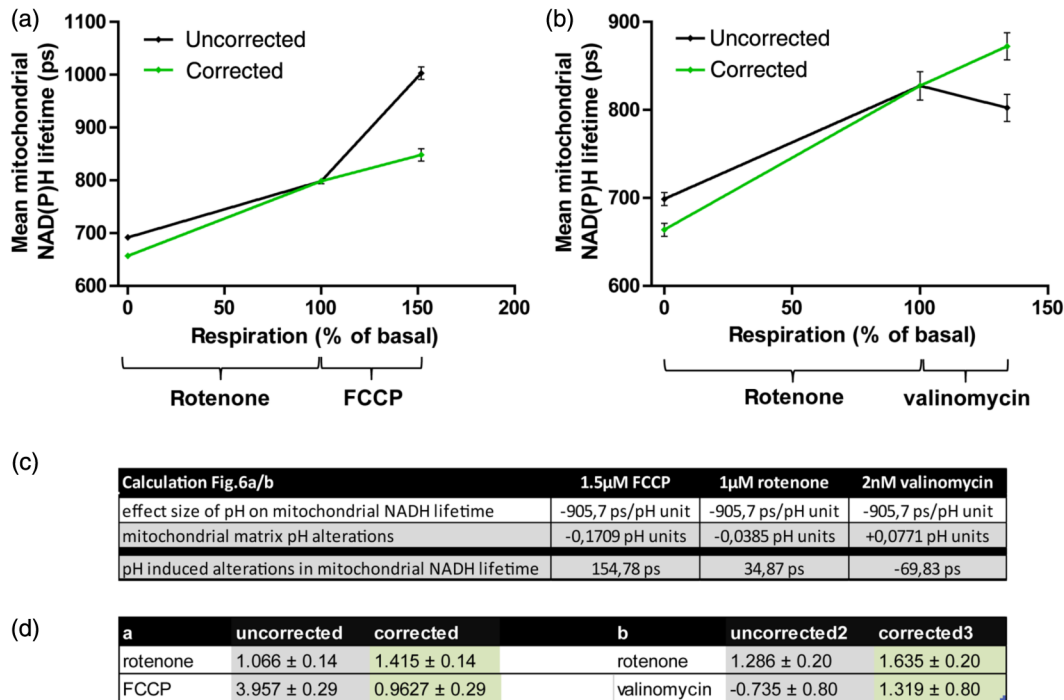 (a)
Mean mitochondrial
NAD(P)H lifetime (ps)
1100
1000
900
800
700
600
Uncorrected
Corrected
0
50
100
150
200
Respiration (% of basal)
Rotenone
FCCP
(b)
Mean mitochondrial
NAD(P)H lifetime (ps)
900
800
700
600
Uncorrected
Corrected
0
50
100
150
Respiration (% of basal)
Rotenone
valinomycin
(c)
Calculation Fig.6a/b 1.5µM FCCP 1µM rotenone 2nM valinomycin
effect size of pH on mitochondrial NADH lifetime -905,7 ps/pH unit -905,7 ps/pH unit -905,7 ps/pH unit
mitochondrial matrix pH alterations -0,1709 pH units -0,0385 pH units +0,0771 pH units
pH induced alterations in mitochondrial NADH lifetime 154,78 ps 34,87 ps -69,83 ps
(d)
a uncorrected corrected b uncorrected2 corrected3
rotenone 1.066 ± 0.14 1.415 ± 0.14 rotenone 1.286 ± 0.20 1.635 ± 0.20
FCCP 3.957 ± 0.29 0.9627 ± 0.29 valinomycin -0.735 ± 0.80 1.319 ± 0.80